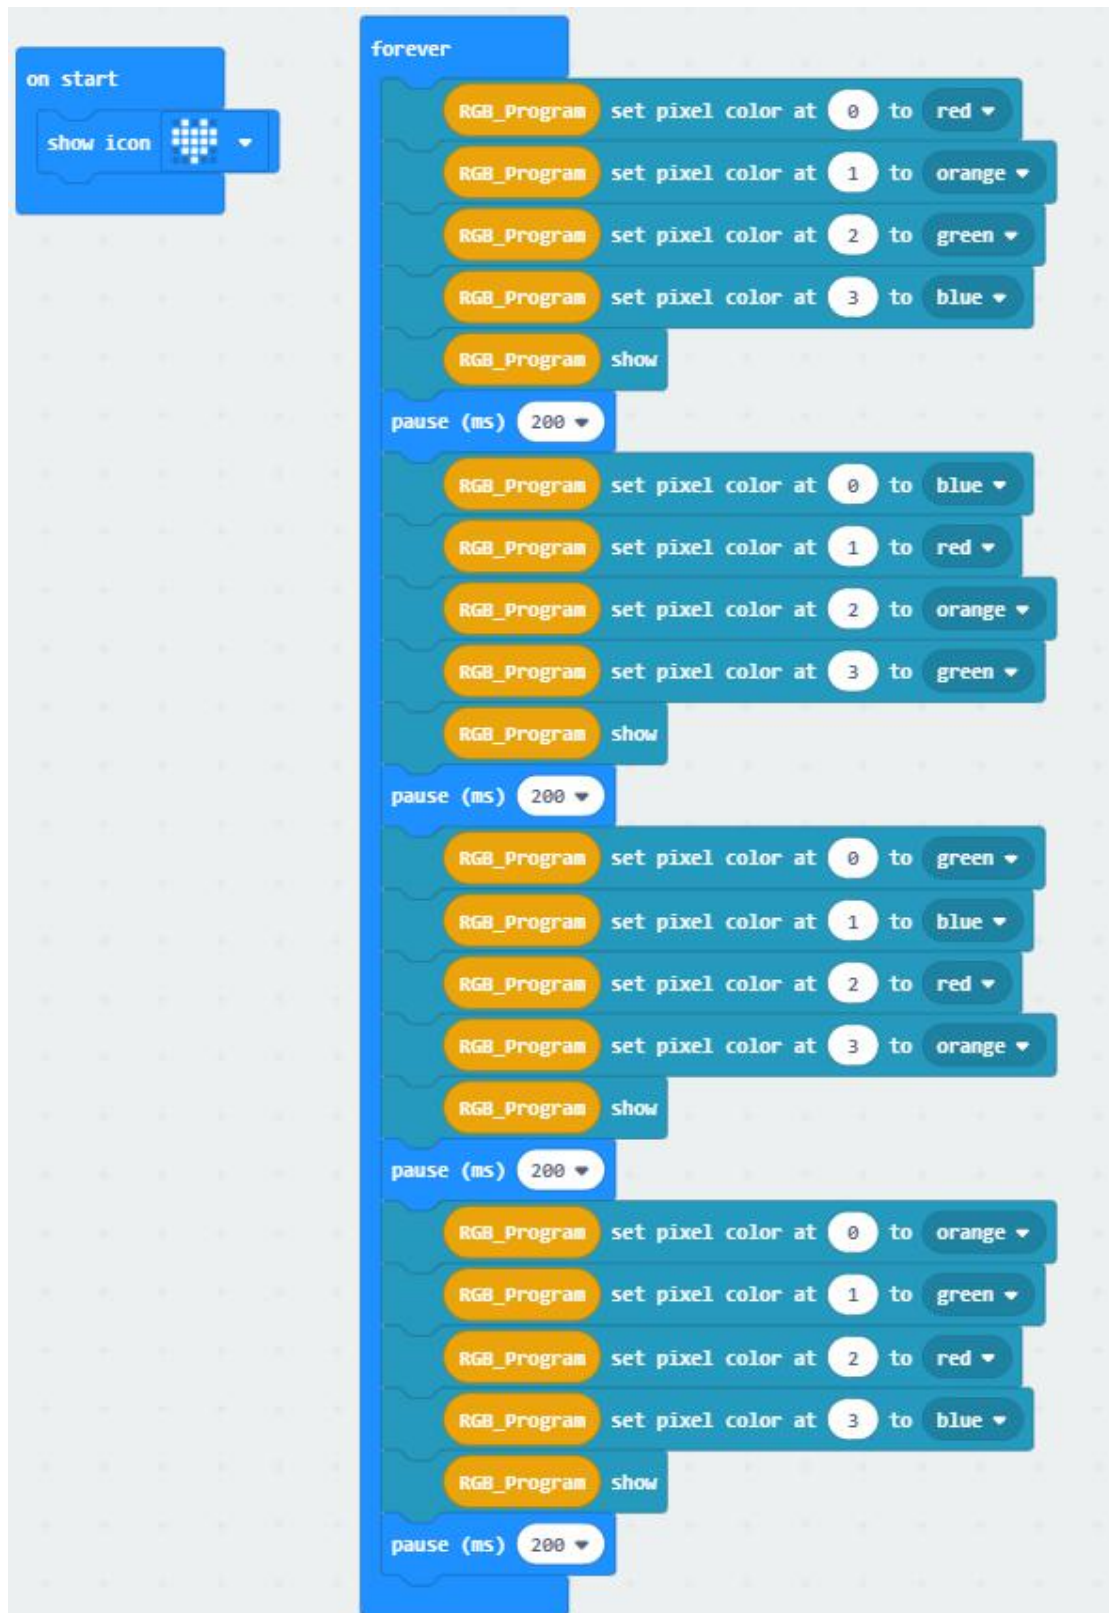 on start
show icon
forever
RGB_Program set pixel color at 0 to red
RGB_Program set pixel color at 1 to orange
RGB_Program set pixel color at 2 to green
RGB_Program set pixel color at 3 to blue
RGB_Program show
pause (ms) 200
RGB_Program set pixel color at 0 to blue
RGB_Program set pixel color at 1 to red
RGB_Program set pixel color at 2 to orange
RGB_Program set pixel color at 3 to green
RGB_Program show
pause (ms) 200
RGB_Program set pixel color at 0 to green
RGB_Program set pixel color at 1 to blue
RGB_Program set pixel color at 2 to red
RGB_Program set pixel color at 3 to orange
RGB_Program show
pause (ms) 200
RGB_Program set pixel color at 0 to orange
RGB_Program set pixel color at 1 to green
RGB_Program set pixel color at 2 to red
RGB_Program set pixel color at 3 to blue
RGB_Program show
pause (ms) 200